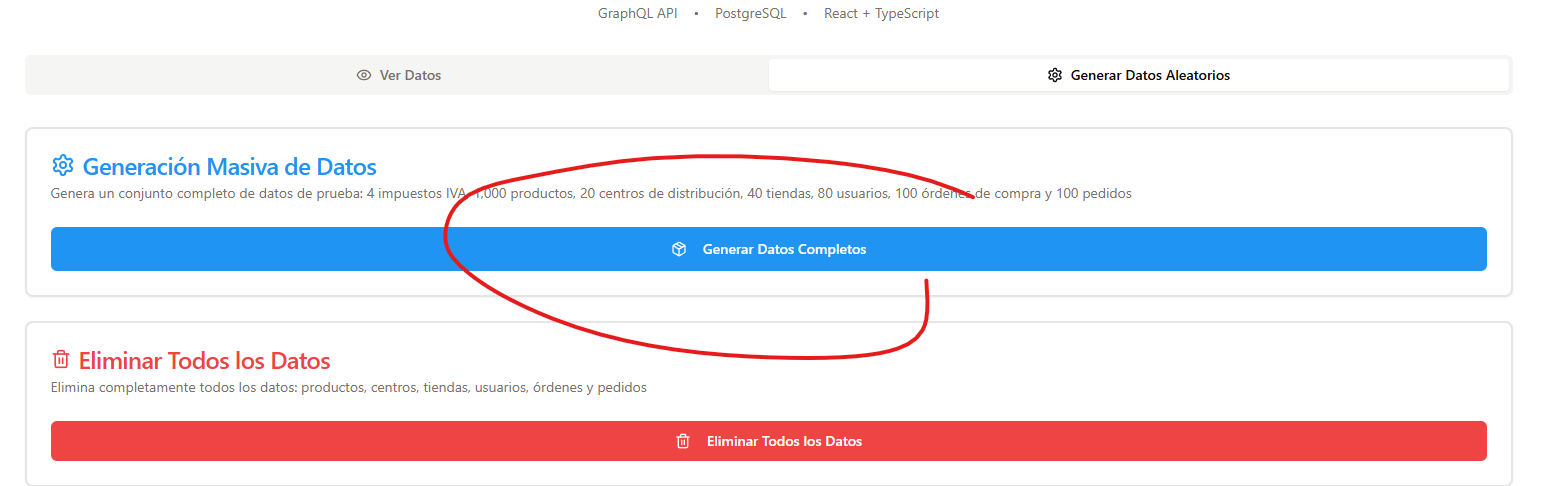 GraphQL API • PostgreSQL • React + TypeScript
Ver Datos
Generar Datos Aleatorios
Generación Masiva de Datos
Genera un conjunto completo de datos de prueba: 4 impuestos IVA, 1,000 productos, 20 centros de distribución, 40 tiendas, 80 usuarios, 100 órdenes de compra y 100 pedidos
Generar Datos Completos
Eliminar Todos los Datos
Elimina completamente todos los datos: productos, centros, tiendas, usuarios, órdenes y pedidos
Eliminar Todos los Datos